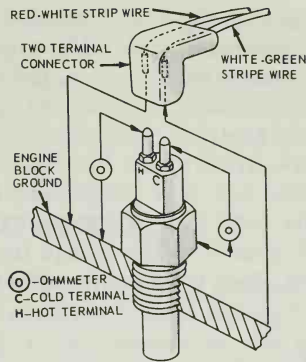 RED-WHITE STRIP WIRE
TWO TERMINAL
CONNECTOR
WHITE-GREEN
STRIPE WIRE
ENGINE
BLOCK
GROUND
H
C
O
O
O-OHMMETER
C-COLD TERMINAL
H-HOT TERMINAL